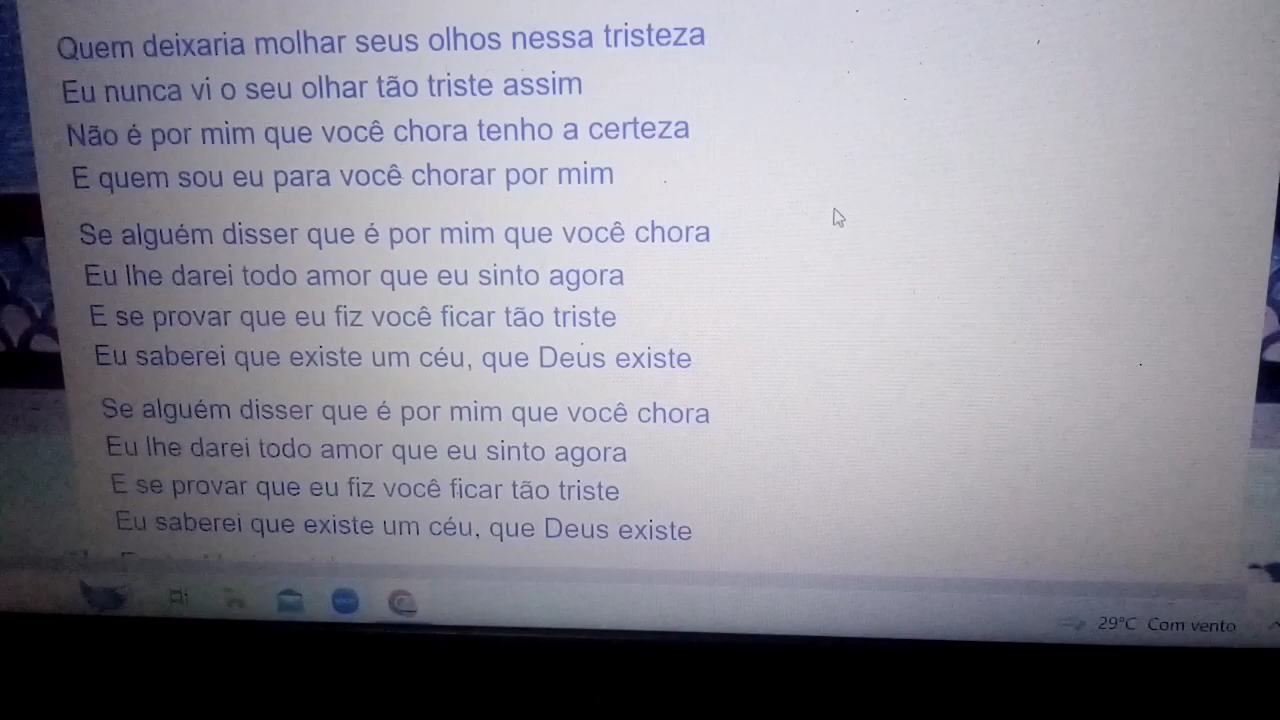 Quem deixaria molhar seus olhos nessa tristeza
Eu nunca vi o seu olhar tão triste assim
Não é por mim que você chora tenho a certeza
E quem sou eu para você chorar por mim
Se alguém disser que é por mim que você chora
Eu lhe darei todo amor que eu sinto agora
E se provar que eu fiz você ficar tão triste
Eu saberei que existe um céu, que Deus existe
Se alguém disser que é por mim que você chora
Eu lhe darei todo amor que eu sinto agora
E se provar que eu fiz você ficar tão triste
Eu saberei que existe um céu, que Deus existe
29°C Com vento